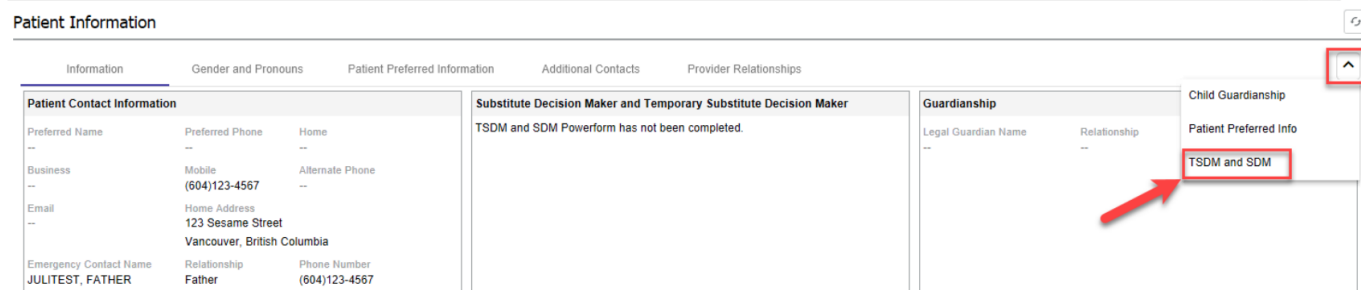 Patient Information
Information Gender and Pronouns Patient Preferred Information Additional Contacts Provider Relationships
Patient Contact Information
Preferred Name Preferred Phone Home
-- -- --
Business Mobile Alternate Phone
-- (604)123-4567 --
Email Home Address
-- 123 Sesame Street
Vancouver, British Columbia
Emergency Contact Name Relationship Phone Number
JULITEST, FATHER Father (604)123-4567
Substitute Decision Maker and Temporary Substitute Decision Maker
TSDM and SDM Powerform has not been completed.
Guardianship
Legal Guardian Name Relationship
-- --
Child Guardianship
Patient Preferred Info
TSDM and SDM